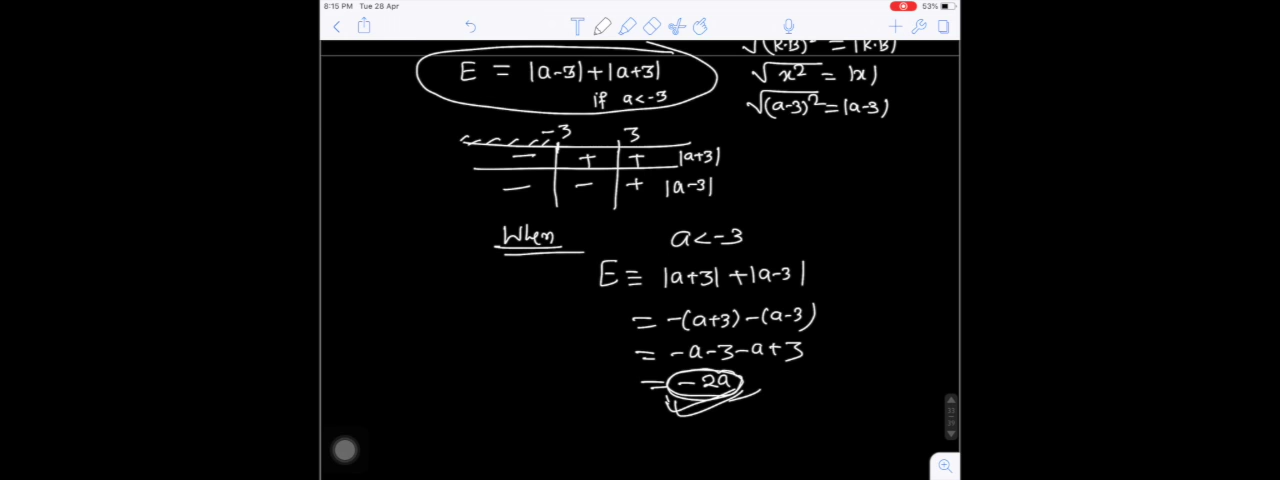 8:15 PM Tue 28 Apr
53%
T
√(K·B)² = |K·B|
E = |a-3|+|a+3|
if a<-3
√x² = |x|
√(a-3)² = |a-3|
-3 3
- + + |a+3|
- - + |a-3|
When a<-3
E ≡ |a+3| + |a-3|
= -(a+3) -(a-3)
= -a-3-a+3
= -2a